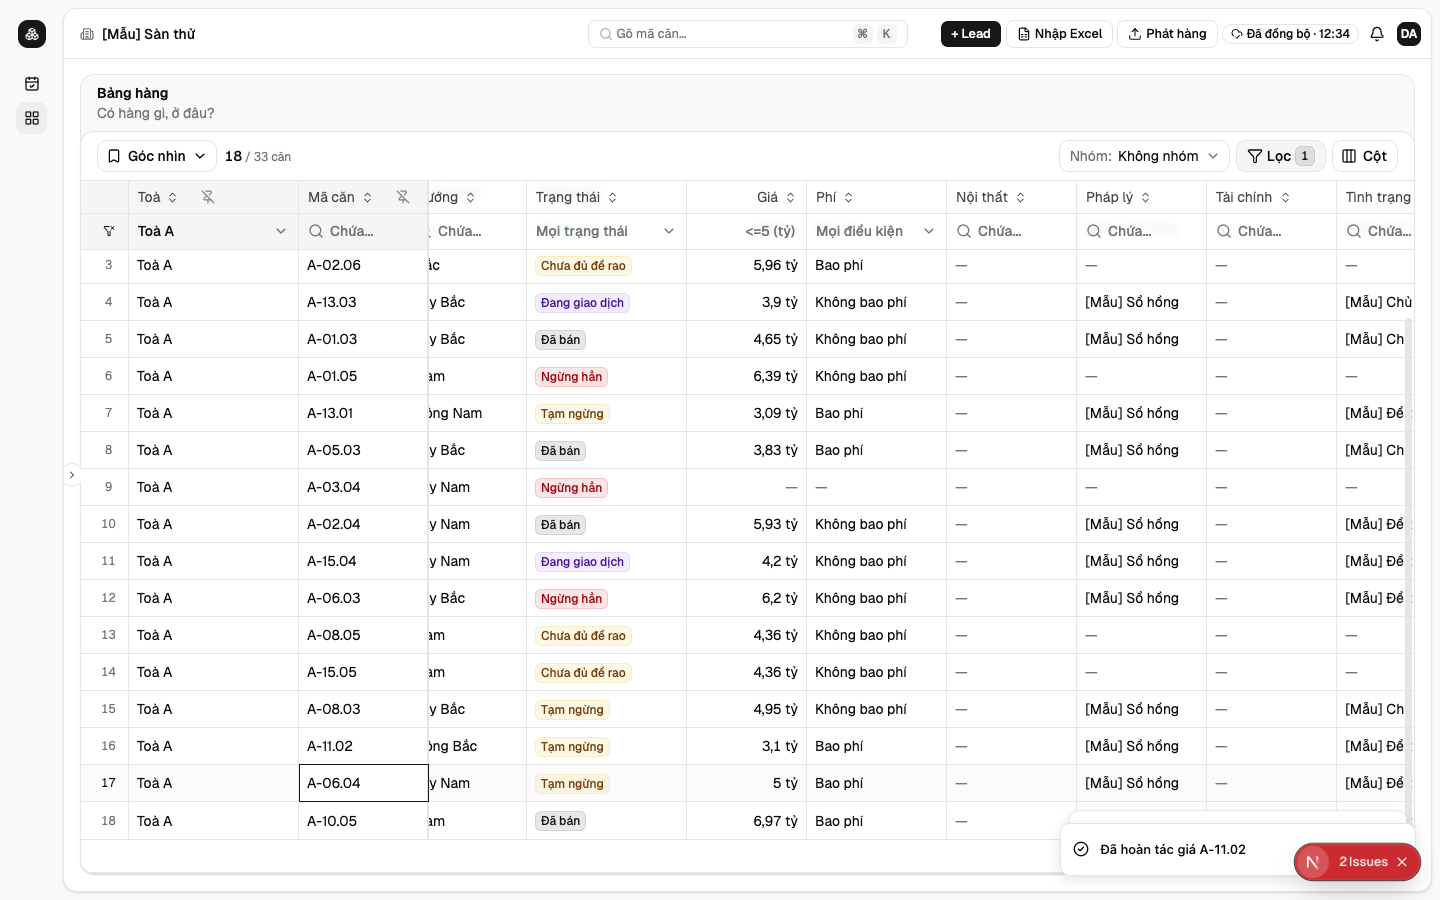 [Mẫu] Sàn thử
Gõ mã căn... ⌘ K
+ Lead
Nhập Excel
Phát hàng
Đã đồng bộ · 12:34
DA
Bảng hàng
Có hàng gì, ở đâu?
Góc nhìn 18 / 33 căn
Nhóm: Không nhóm
Lọc 1
Cột
Toà Mã căn ướng Trạng thái Giá Phí Nội thất Pháp lý Tài chính Tình trạng
Toà A Chứa... Chứa... Mọi trạng thái <=5 (tỷ) Mọi điều kiện Chứa... Chứa... Chứa... Chứa...
3 Toà A A-02.06 ắc Chưa đủ để rao 5,96 tỷ Bao phí — — — —
4 Toà A A-13.03 y Bắc Đang giao dịch 3,9 tỷ Không bao phí — [Mẫu] Sổ hồng — [Mẫu] Chủ
5 Toà A A-01.03 y Bắc Đã bán 4,65 tỷ Không bao phí — [Mẫu] Sổ hồng — [Mẫu] Ch
6 Toà A A-01.05 am Ngừng hẳn 6,39 tỷ Không bao phí — — — —
7 Toà A A-13.01 ông Nam Tạm ngừng 3,09 tỷ Bao phí — [Mẫu] Sổ hồng — [Mẫu] Để
8 Toà A A-05.03 y Bắc Đã bán 3,83 tỷ Bao phí — [Mẫu] Sổ hồng — [Mẫu] Ch
9 Toà A A-03.04 y Nam Ngừng hẳn — — — — — —
10 Toà A A-02.04 y Nam Đã bán 5,93 tỷ Không bao phí — [Mẫu] Sổ hồng — [Mẫu] Để
11 Toà A A-15.04 y Nam Đang giao dịch 4,2 tỷ Không bao phí — [Mẫu] Sổ hồng — [Mẫu] Để
12 Toà A A-06.03 y Bắc Ngừng hẳn 6,2 tỷ Không bao phí — [Mẫu] Sổ hồng — [Mẫu] Để
13 Toà A A-08.05 am Chưa đủ để rao 4,36 tỷ Không bao phí — — — —
14 Toà A A-15.05 am Chưa đủ để rao 4,36 tỷ Không bao phí — — — —
15 Toà A A-08.03 y Bắc Tạm ngừng 4,95 tỷ Không bao phí — [Mẫu] Sổ hồng — [Mẫu] Ch
16 Toà A A-11.02 ông Bắc Tạm ngừng 3,1 tỷ Bao phí — [Mẫu] Sổ hồng — [Mẫu] Để
17 Toà A A-06.04 y Nam Tạm ngừng 5 tỷ Bao phí — [Mẫu] Sổ hồng — [Mẫu] Để
18 Toà A A-10.05 am Đã bán 6,97 tỷ Bao phí —
Đã hoàn tác giá A-11.02
N 2 Issues